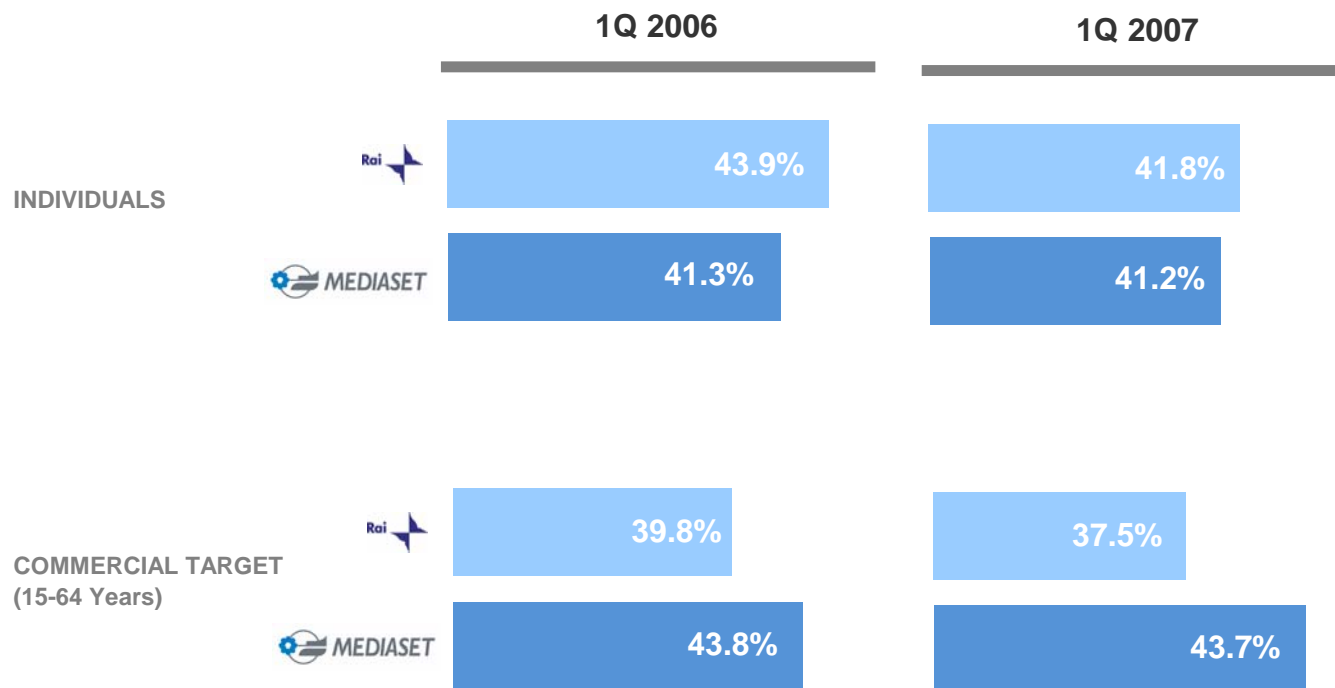 1Q 2006
1Q 2007
Rai
43.9%
41.8%
INDIVIDUALS
MEDIASET
41.3%
41.2%
Rai
39.8%
37.5%
COMMERCIAL TARGET
(15-64 Years)
MEDIASET
43.8%
43.7%